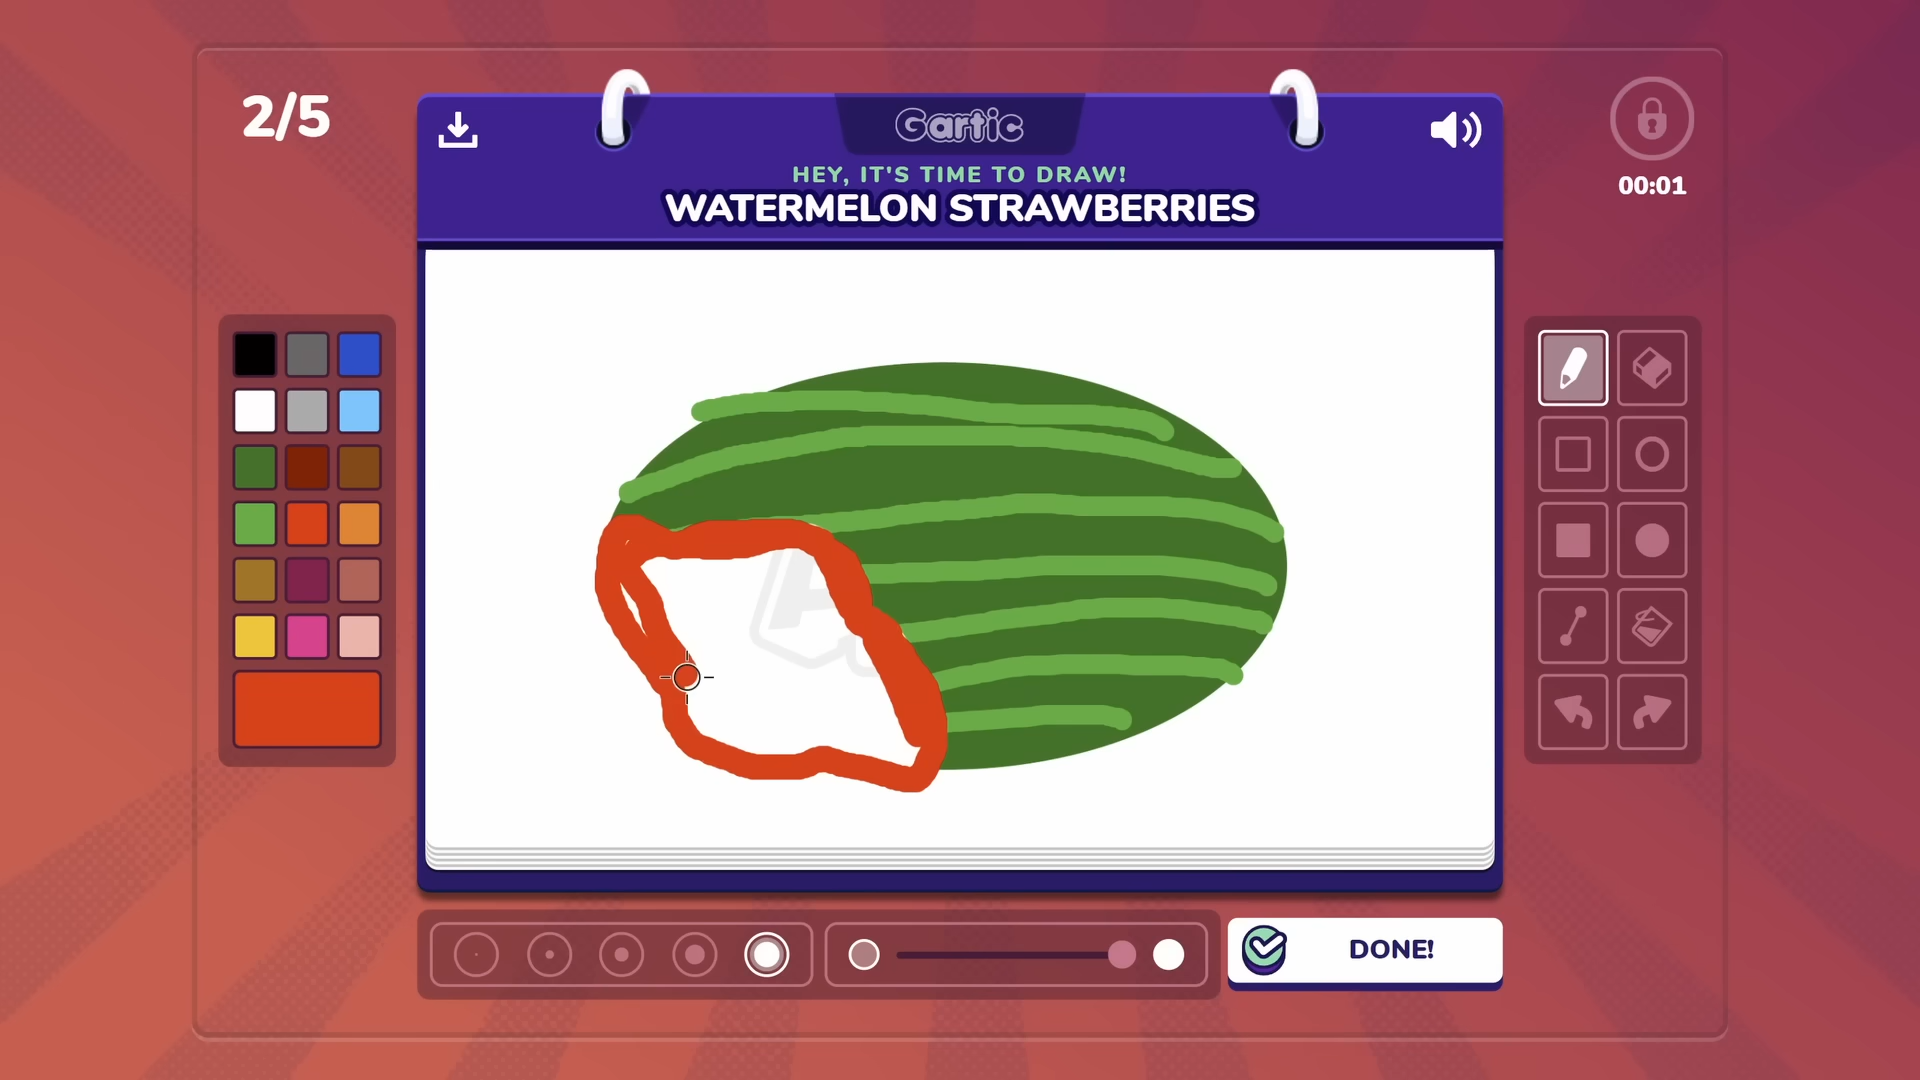 2/5
Gartic
HEY, IT'S TIME TO DRAW!
WATERMELON STRAWBERRIES
00:01
DONE!